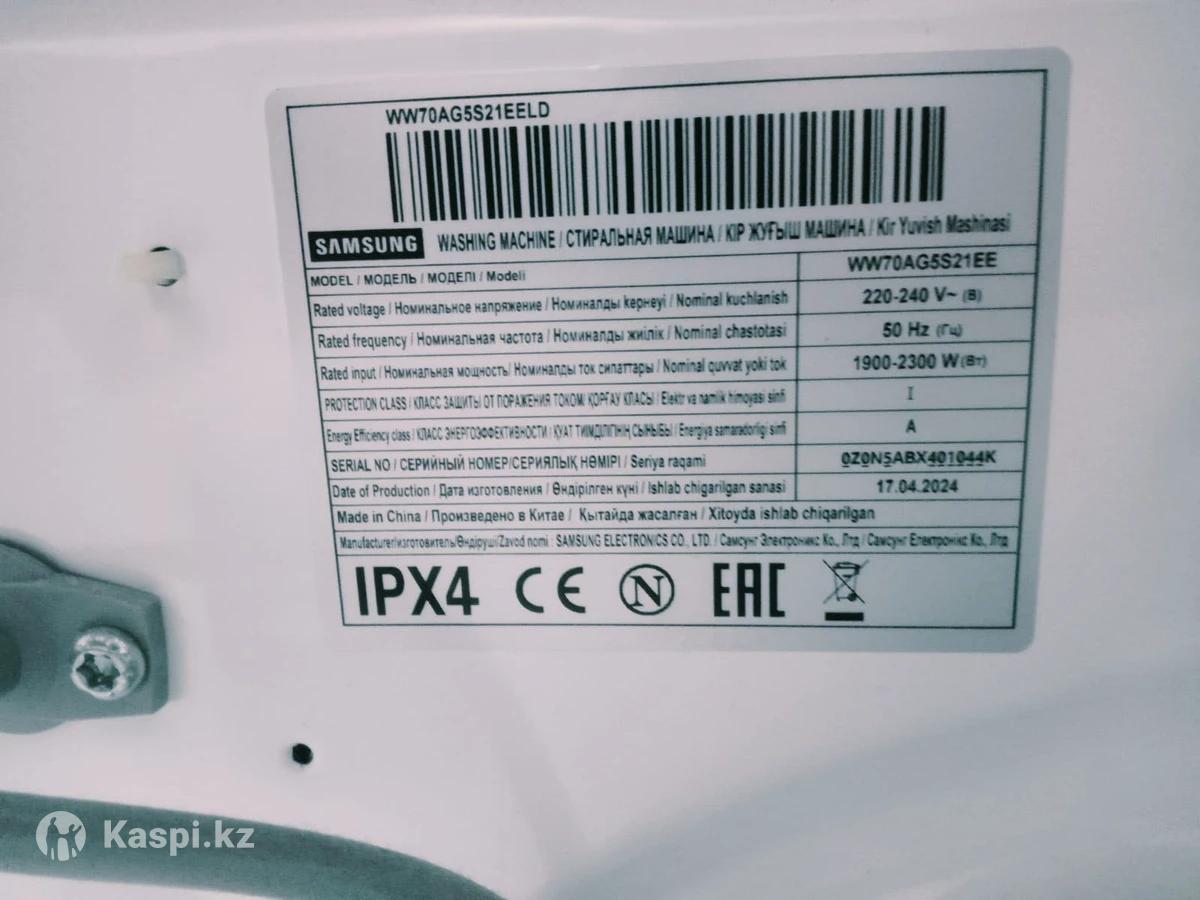 WW70AG5S21EELD
SAMSUNG WASHING MACHINE / СТИРАЛЬНАЯ МАШИНА / КІР ЖУҒЫШ МАШИНА / Kir Yuvish Mashinasi
MODEL / МОДЕЛЬ / МОДЕЛІ / Modeli WW70AG5S21EE
Rated voltage / Номинальное напряжение / Номиналды кернеуі / Nominal kuchlanish 220-240 V~ (В)
Rated frequency / Номинальная частота / Номиналды жиілік / Nominal chastotasi 50 Hz (Гц)
Rated input / Номинальная мощность/ Номиналды ток сипаттары / Nominal quvvat yoki tok 1900-2300 W (Вт)
PROTECTION CLASS / КЛАСС ЗАЩИТЫ ОТ ПОРАЖЕНИЯ ТОКОМ/ ҚОРҒАУ КЛАСЫ / Elektr va namlik himoyasi sinfi I
Energy Efficiency class / КЛАСС ЭНЕРГОЭФФЕКТИВНОСТИ / ҚУАТ ТИІМДІЛІГІНІҢ СЫНЫБЫ / Energiya samaradorligi sinfi A
SERIAL NO / СЕРИЙНЫЙ НОМЕР/СЕРИЯЛЫҚ НӨМІРІ / Seriya raqami 0Z0N5ABX401044K
Date of Production / Дата изготовления / Өндірілген күні / Ishlab chigarilgan sanasi 17.04.2024
Made in China / Произведено в Китае / Қытайда жасалған / Xitoyda ishlab chiqarilgan
Manufacturer/изготовитель/Өндіруші/Zavod nomi : SAMSUNG ELECTRONICS CO., LTD. / Самсунг Электроникс Ко., Лтд / Самсунг Електронікс Ко., Лтд
IPX4 CE N EAC
Kaspi.kz